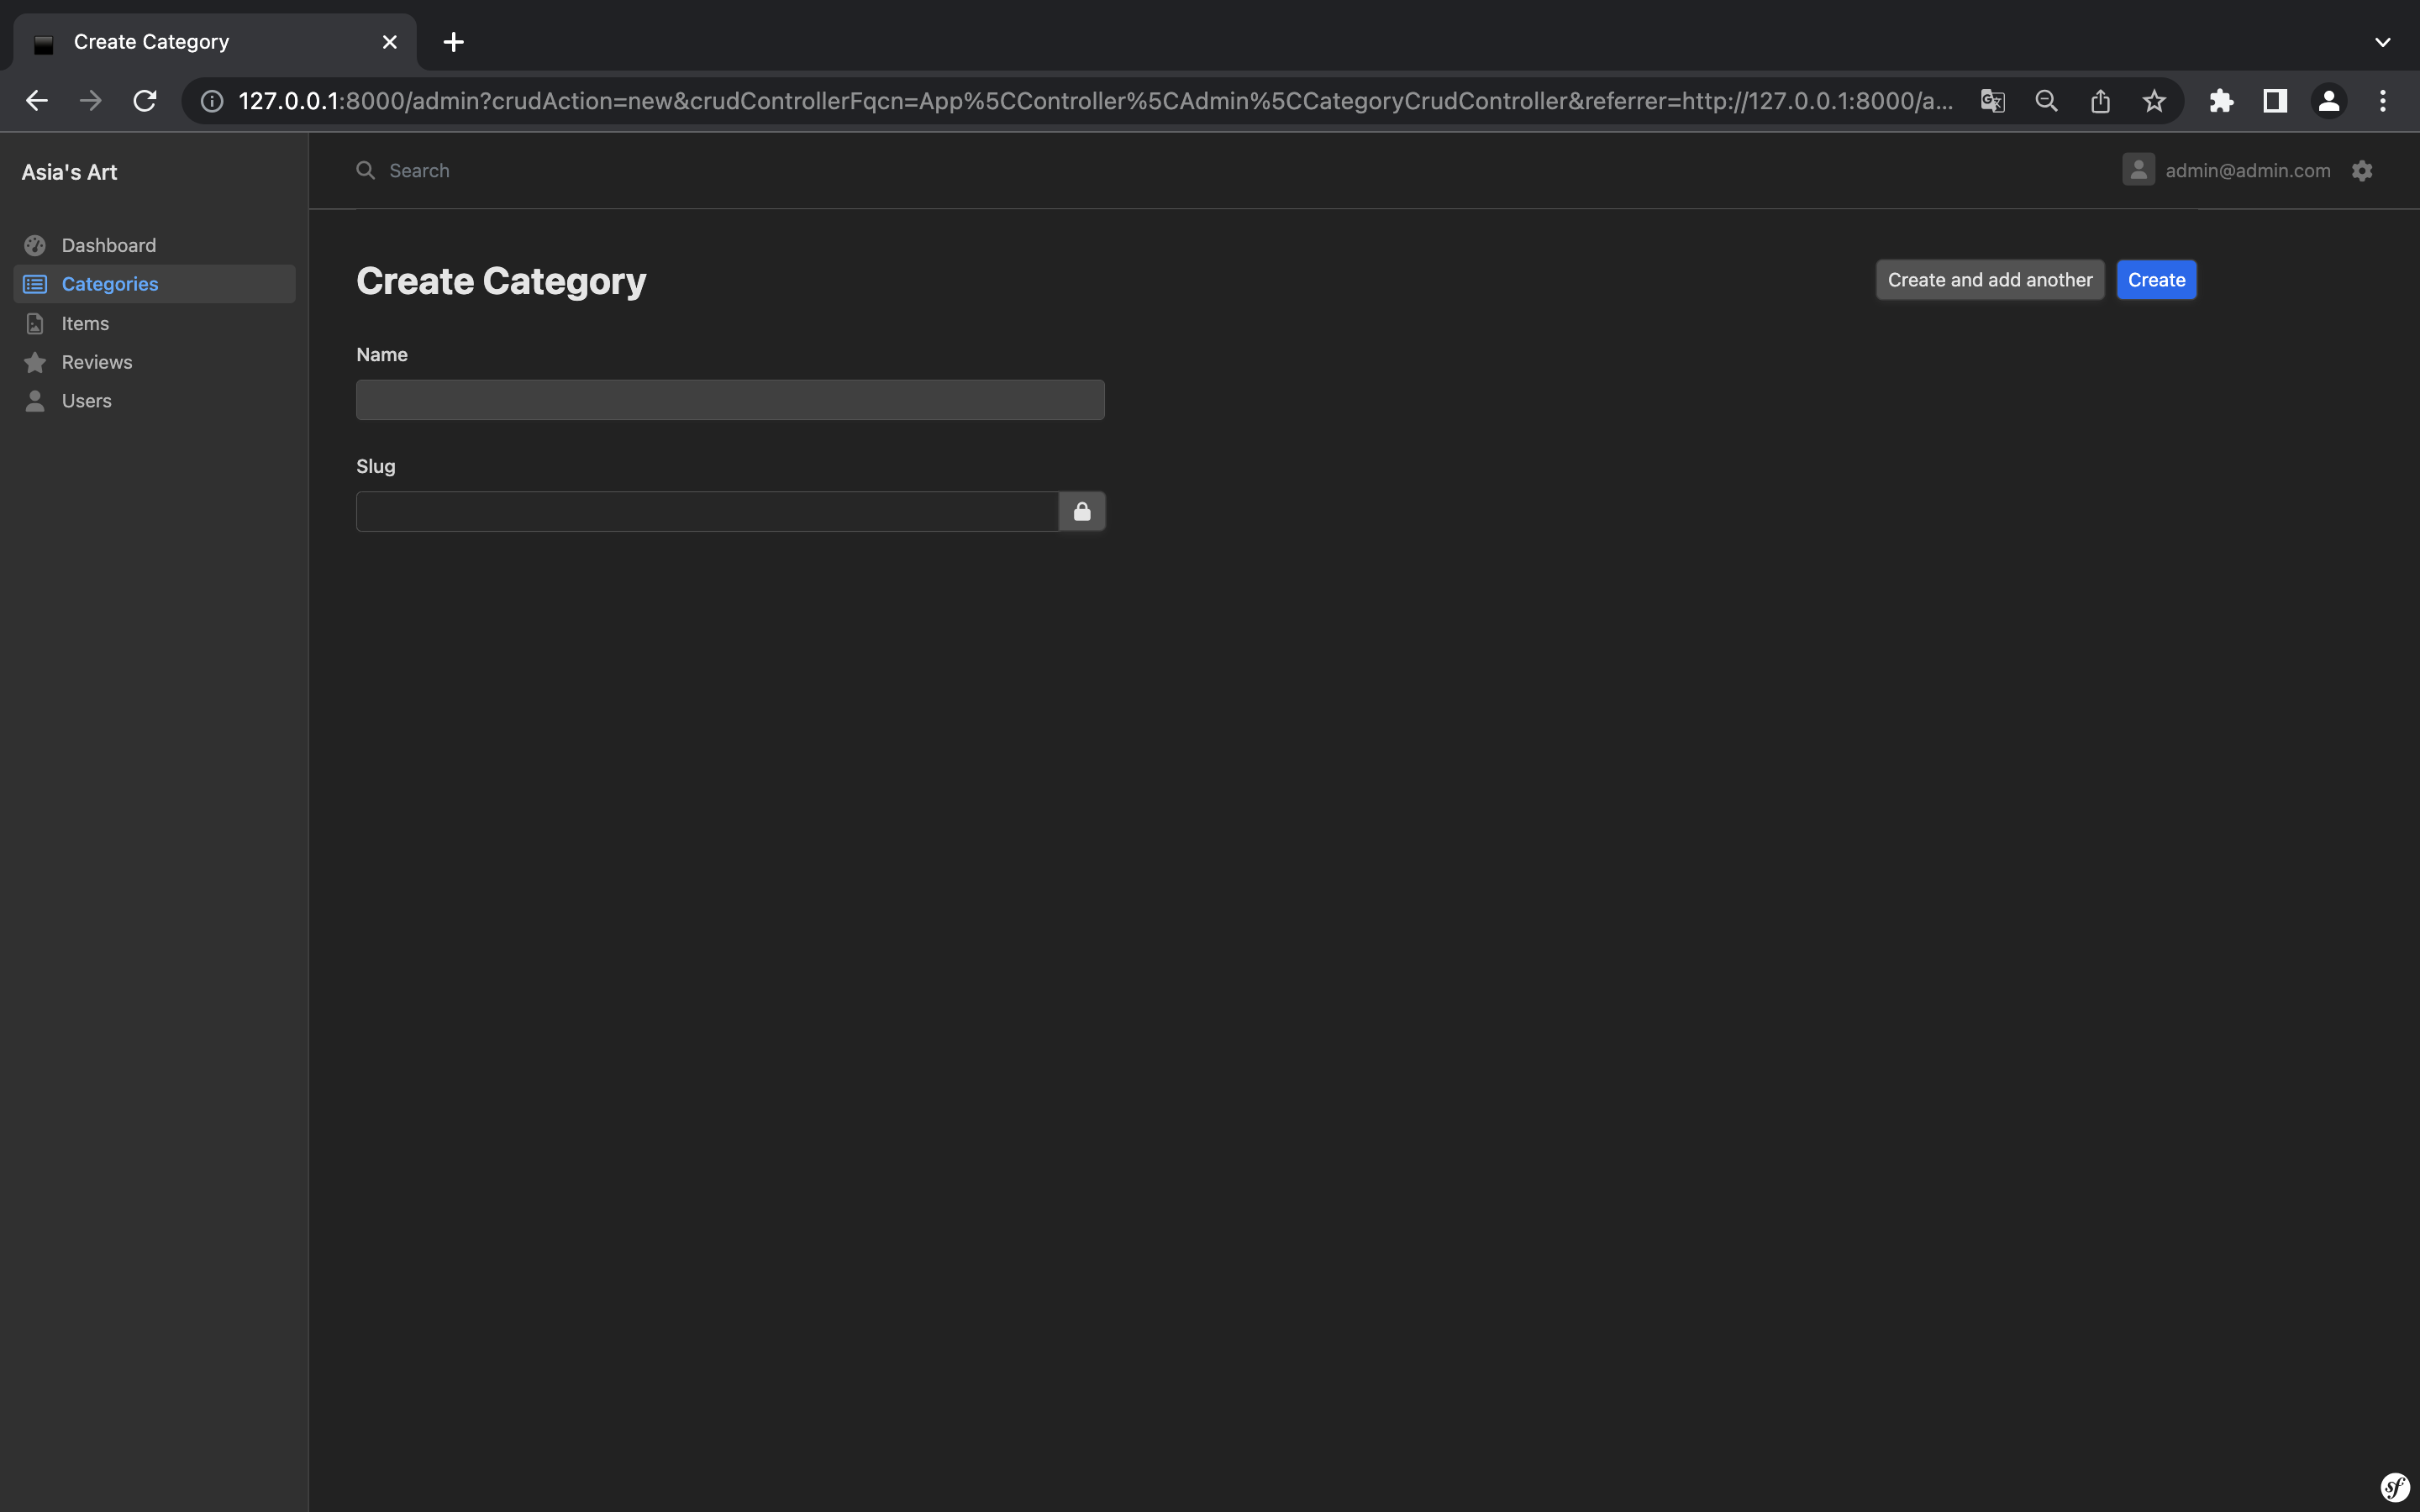 Create Category
127.0.0.1:8000/admin?crudAction=new&crudControllerFqcn=App%5CController%5CAdmin%5CCategoryCrudController&referrer=http://127.0.0.1:8000/a...
Asia's Art
Search
admin@admin.com
Dashboard
Categories
Items
Reviews
Users
Create Category
Create and add another
Create
Name
Slug
sf